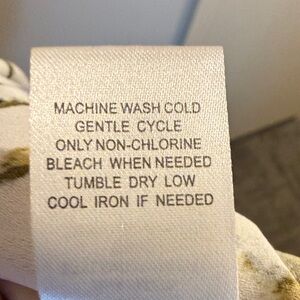 MACHINE WASH COLD
GENTLE CYCLE
ONLY NON-CHLORINE
BLEACH WHEN NEEDED
TUMBLE DRY LOW
COOL IRON IF NEEDED